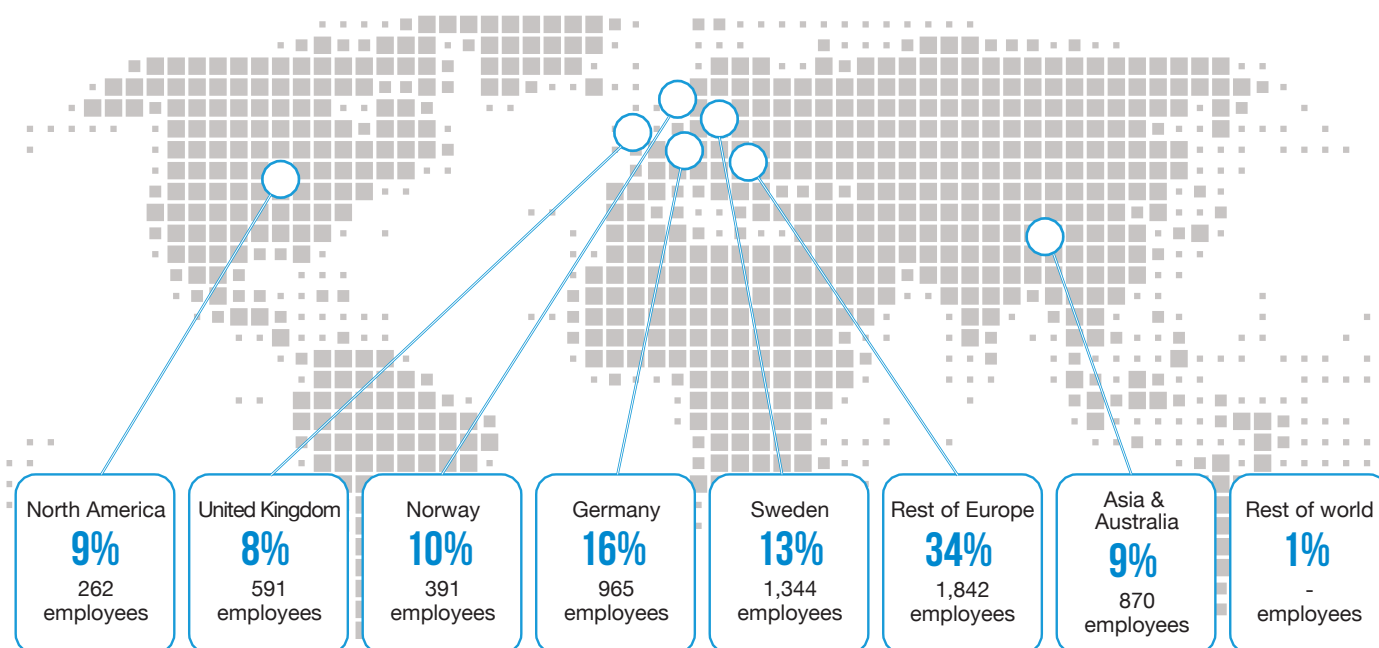 North America
9%
262
employees
United Kingdom
8%
591
employees
Norway
10%
391
employees
Germany
16%
965
employees
Sweden
13%
1,344
employees
Rest of Europe
34%
1,842
employees
Asia &
Australia
9%
870
employees
Rest of world
1%
-
employees